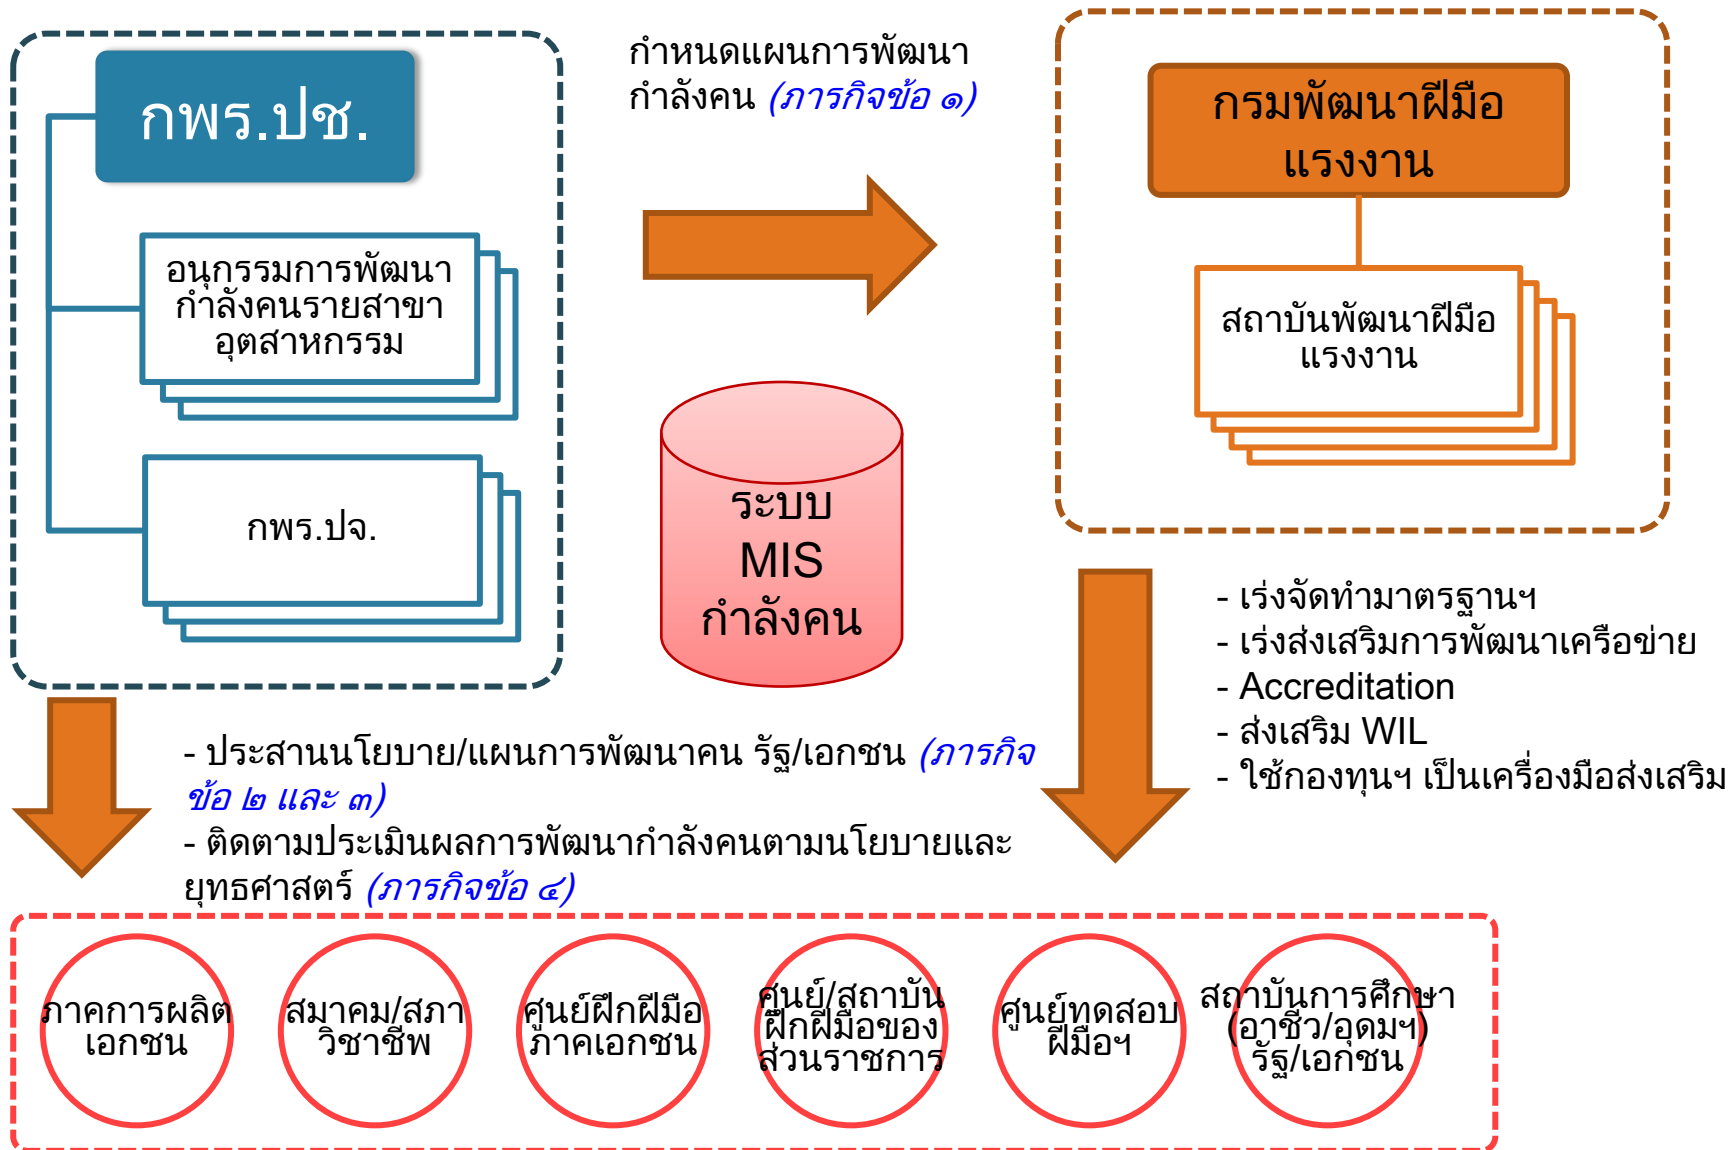 กพร.ปช.
อนุกรรมการพัฒนา
กำลังคนรายสาขา
อุตสาหกรรม
กพร.ปจ.
กำหนดแผนการพัฒนา
กำลังคน (ภารกิจข้อ ๑)
ระบบ
MIS
กำลังคน
กรมพัฒนาฝีมือ
แรงงาน
สถาบันพัฒนาฝีมือ
แรงงาน
- เร่งจัดทำมาตรฐานฯ
- เร่งส่งเสริมการพัฒนาเครือข่าย
- Accreditation
- ส่งเสริม WIL
- ใช้กองทุนฯ เป็นเครื่องมือส่งเสริม
- ประสานนโยบาย/แผนการพัฒนาคน รัฐ/เอกชน (ภารกิจ
ข้อ ๒ และ ๓)
- ติดตามประเมินผลการพัฒนากำลังคนตามนโยบายและ
ยุทธศาสตร์ (ภารกิจข้อ ๔)
ภาคการผลิต
เอกชน
สมาคม/สภา
วิชาชีพ
ศูนย์ฝึกฝีมือ
ภาคเอกชน
ศูนย์/สถาบัน
ฝึกฝีมือของ
ส่วนราชการ
ศูนย์ทดสอบ
ฝีมือฯ
สถาบันการศึกษา
(อาชีว/อุดมฯ)
รัฐ/เอกชน